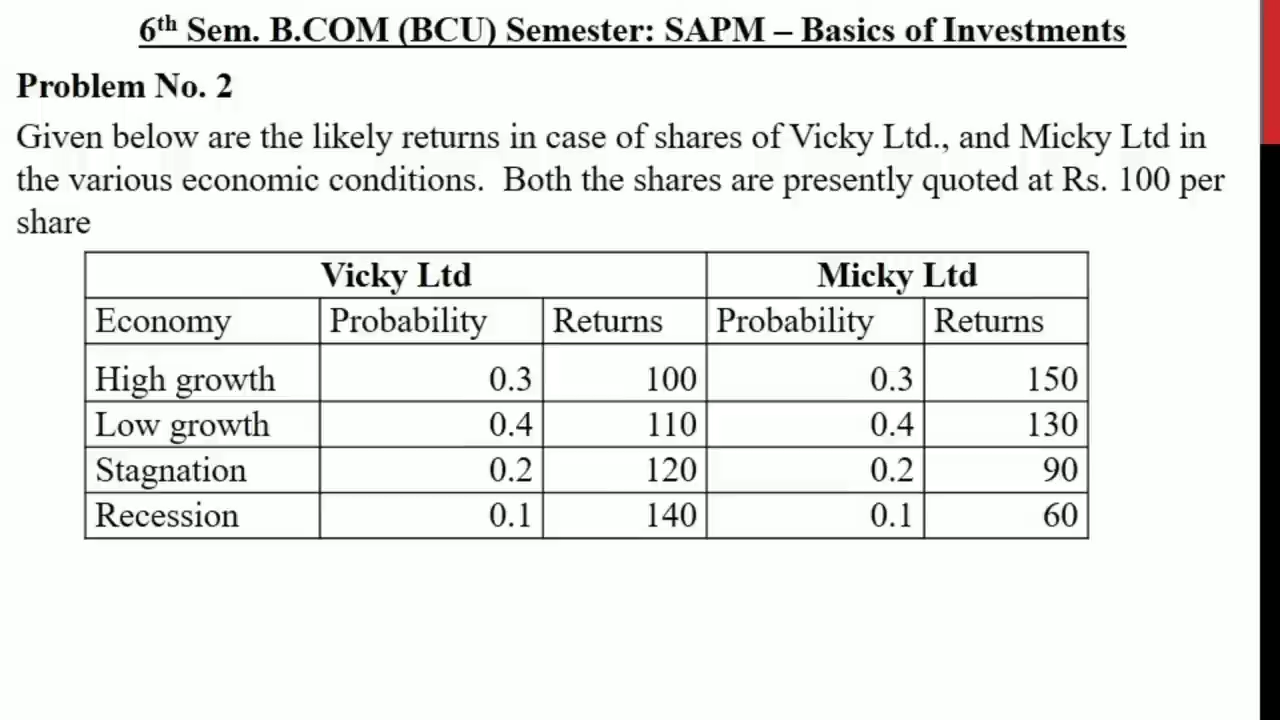 6th Sem. B.COM (BCU) Semester: SAPM – Basics of Investments
Problem No. 2
Given below are the likely returns in case of shares of Vicky Ltd., and Micky Ltd in
the various economic conditions. Both the shares are presently quoted at Rs. 100 per
share
Vicky Ltd Micky Ltd
Economy Probability Returns Probability Returns
High growth 0.3 100 0.3 150
Low growth 0.4 110 0.4 130
Stagnation 0.2 120 0.2 90
Recession 0.1 140 0.1 60